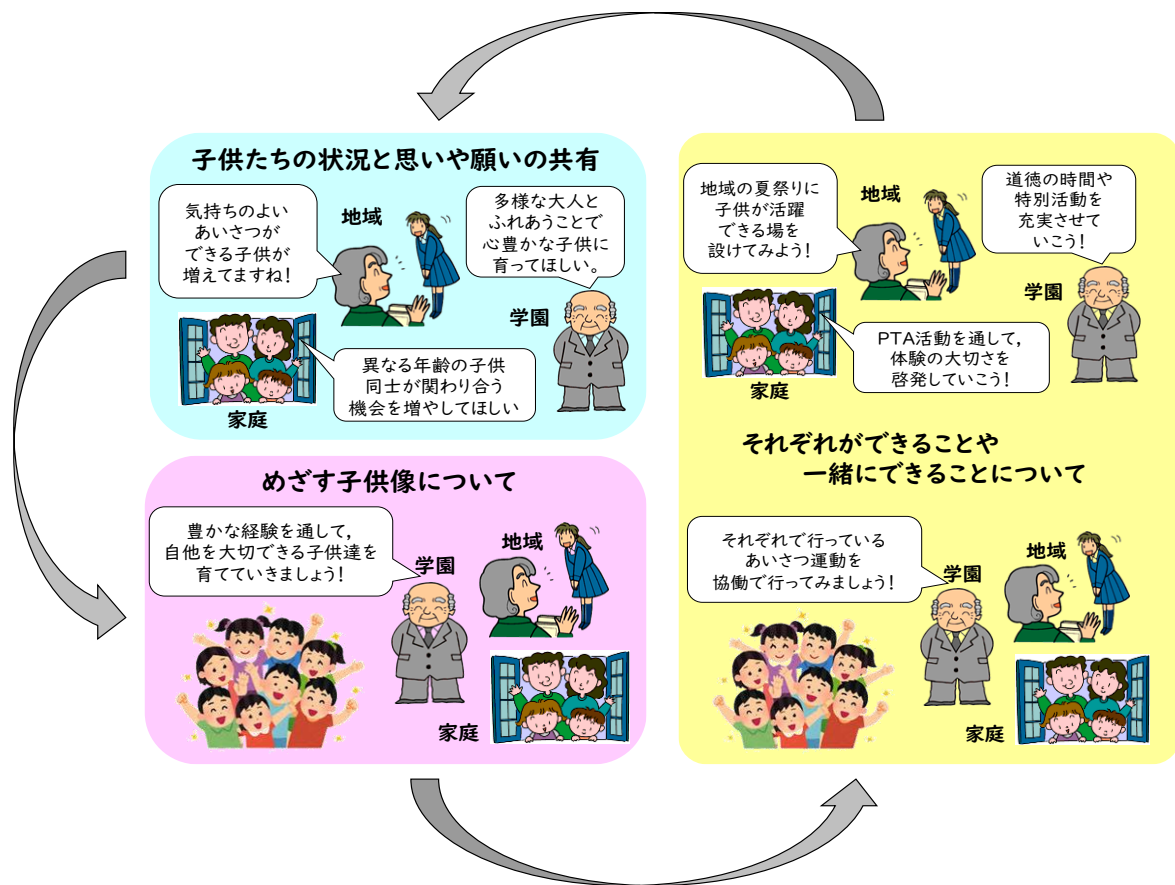 子供たちの状況と思いや願いの共有
気持ちのよい
あいさつが
できる子供が
増えてますね!
地域
多様な大人と
ふれあうことで
心豊かな子供に
育ってほしい。
学園
異なる年齢の子供
同士が関わり合う
機会を増やしてほしい
家庭
めざす子供像について
豊かな経験を通して,
自他を大切できる子供達を
育てていきましょう!
学園
地域
家庭
地域の夏祭りに
子供が活躍
できる場を
設けてみよう!
地域
道徳の時間や
特別活動を
充実させて
いこう!
学園
PTA活動を通して,
体験の大切さを
啓発していこう!
家庭
それぞれができることや
一緒にできることについて
それぞれで行っている
あいさつ運動を
協働で行ってみましょう!
学園
地域
家庭